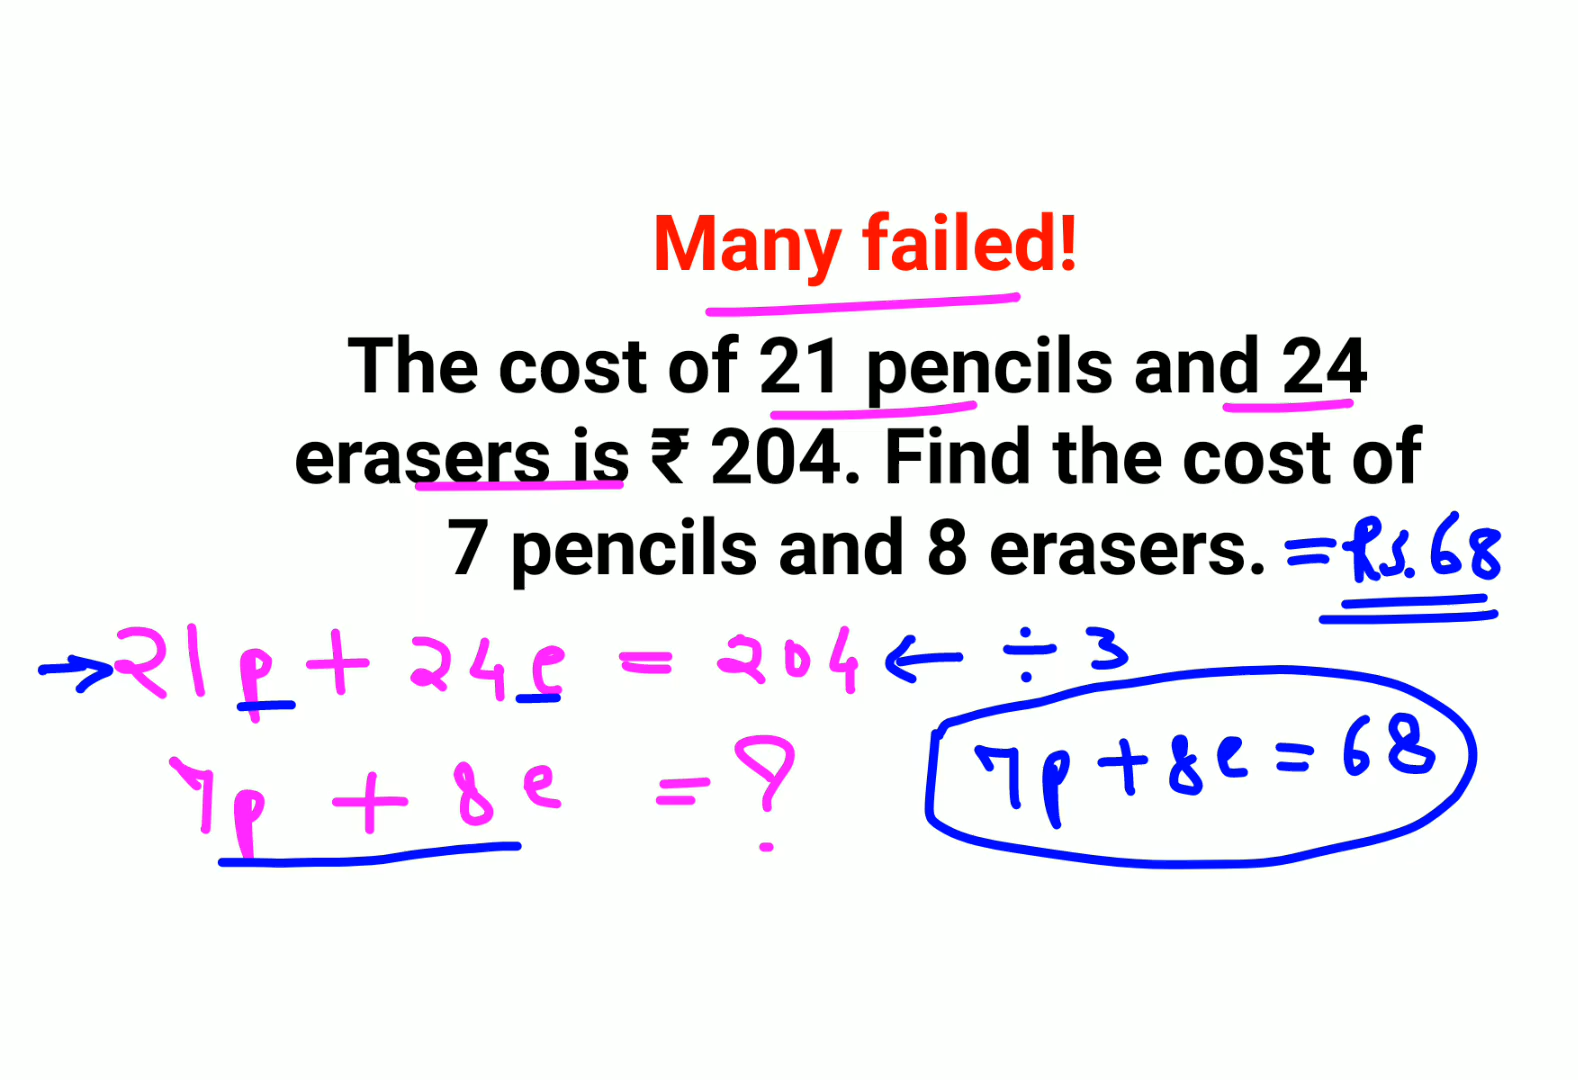 Many failed!
The cost of 21 pencils and 24
erasers is ₹ 204. Find the cost of
7 pencils and 8 erasers. = Rs.68
→ 21p + 24e = 204 ← ÷ 3
7p + 8e = ?
7p + 8e = 68